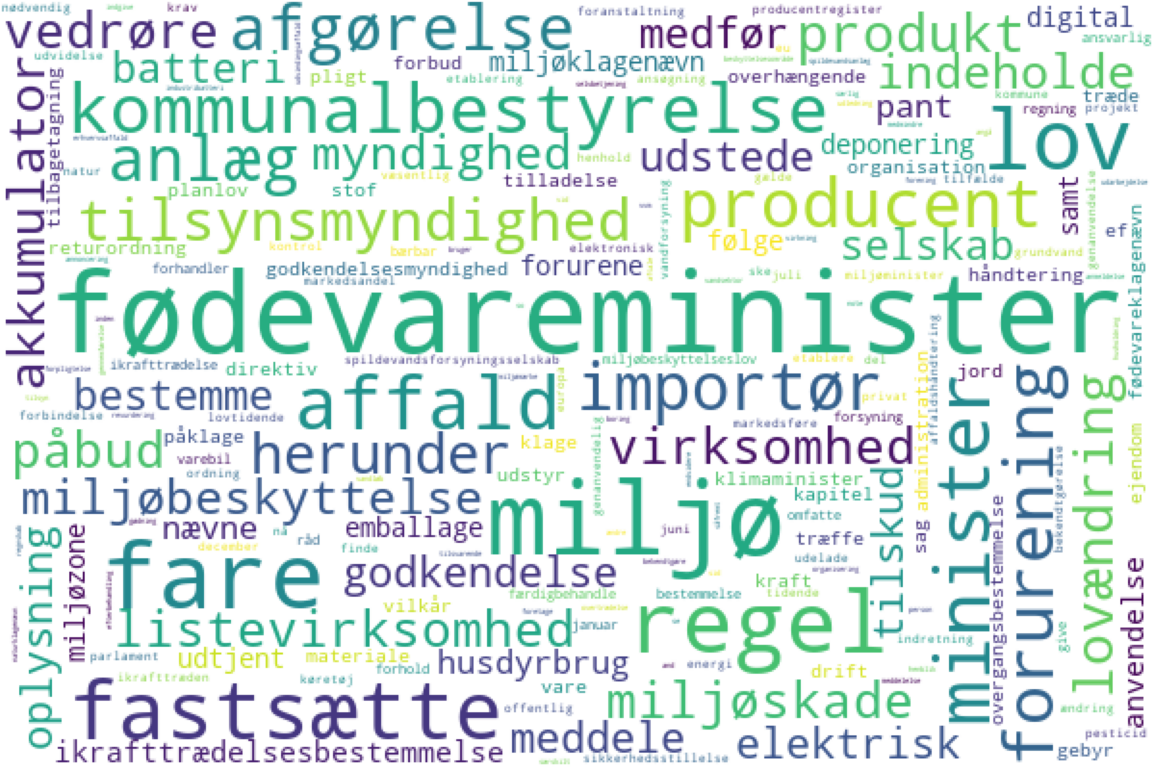 nødvendig
krav
foranstaltning
producentregister
digital
vedrøre
afgørelse
medfør
produkt
ansvarlig
udvidelse
batteri
pligt
forbud
miljøklagenævn
etablering
ansøgning
overhængende
indeholde
akkumulator
tilbagetagning
kommunalbestyrelse
pant
kommune
regning
træde
projekt
lov
natur
anlæg
myndighed
henhold
udstede
deponering
organisation
tilfælde
planlov
stof
væsentlig
tilladelse
gælde
samt
genanvendelse
tilsynsmyndighed
vandforsyning
producent
følge
selskab
efa
grundvand
fødevareklagenævn
returordning
kontrol
bærbar
bruger
elektronisk
forhandler
godkendelsesmyndighed
forurene
markedsandel
ske
juli
miljøminister
håndtering
fødevareminister
ikrafttrædelse
direktiv
spildevandsforsyningsselskab
miljøbeskyttelseslov
etablere
del
affaldshåndtering
administration
jord
bestemme
affald
europa
importør
privat
forbindelse
lovtidende
markedsføre
forsyning
påbud
påklage
varebil
ordning
herunder
klage
udstyr
genanvendelig
virksomhed
klimaminister
kapitel
omfatte
minister
forurening
lovændring
ejendom
bekendtgørelse
miljøbeskyttelse
miljø
tilskud
sag
overgangsbestemmelse
oplysning
miljøzone
nævne
december
nå
råd
emballage
finde
juni
træffe
udelade
fare
godkendelse
færdigbehandle
bestemmelse
kraft
tidende
vilkår
listevirksomhed
januar
regel
person
indretning
give
anvendelse
parlament
udtjent
materiale
husdyrbrug
forhold
energi
drift
ikrafttræden
køretøj
vare
fastsætte
offentlig
miljøskade
ændring
pesticid
ikrafttrædelsesbestemmelse
meddele
sikkerhedsstillelse
elektrisk
gebyr